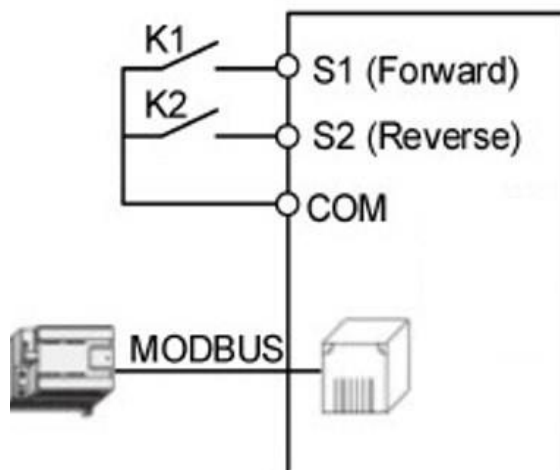 K1
S1 (Forward)
K2
S2 (Reverse)
COM
MODBUS